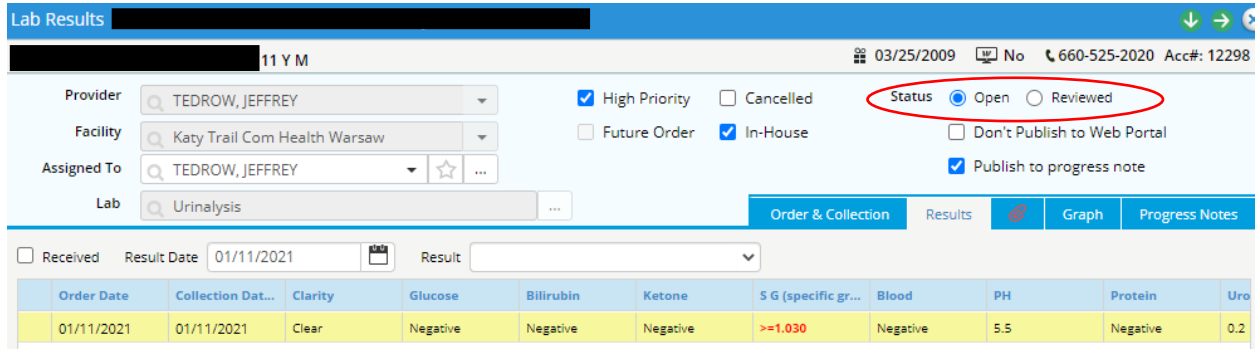 Lab Results
11 Y M 03/25/2009 No 660-525-2020 Acc#: 12298
Provider TEDROW, JEFFREY High Priority Cancelled Status Open Reviewed
Facility Katy Trail Com Health Warsaw Future Order In-House Don't Publish to Web Portal
Assigned To TEDROW, JEFFREY ... Publish to progress note
Lab Urinalysis ... Order & Collection Results Graph Progress Notes
Received Result Date 01/11/2021 Result
Order Date Collection Dat... Clarity Glucose Bilirubin Ketone S G (specific gr... Blood PH Protein Uro
01/11/2021 01/11/2021 Clear Negative Negative Negative >=1.030 Negative 5.5 Negative 0.2